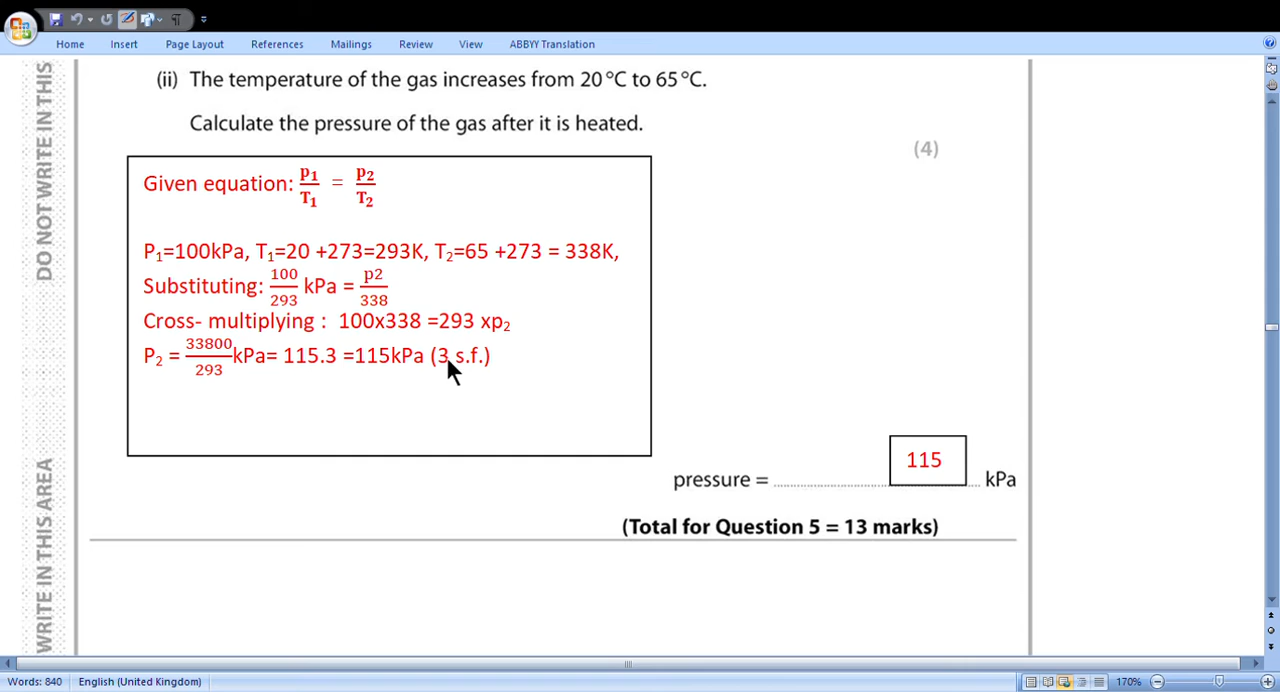 Home Insert Page Layout References Mailings Review View ABBYY Translation
(ii) The temperature of the gas increases from 20 °C to 65 °C.
Calculate the pressure of the gas after it is heated.
(4)
Given equation: p₁/T₁ = p₂/T₂
P₁=100kPa, T₁=20 +273=293K, T₂=65 +273 = 338K,
Substituting: 100/293 kPa = p2/338
Cross- multiplying : 100x338 =293 xp₂
P₂ = 33800/293 kPa= 115.3 =115kPa (3 s.f.)
115
pressure = ........................................ kPa
(Total for Question 5 = 13 marks)
DO NOT WRITE IN THIS
WRITE IN THIS AREA
Words: 840 English (United Kingdom) 170%